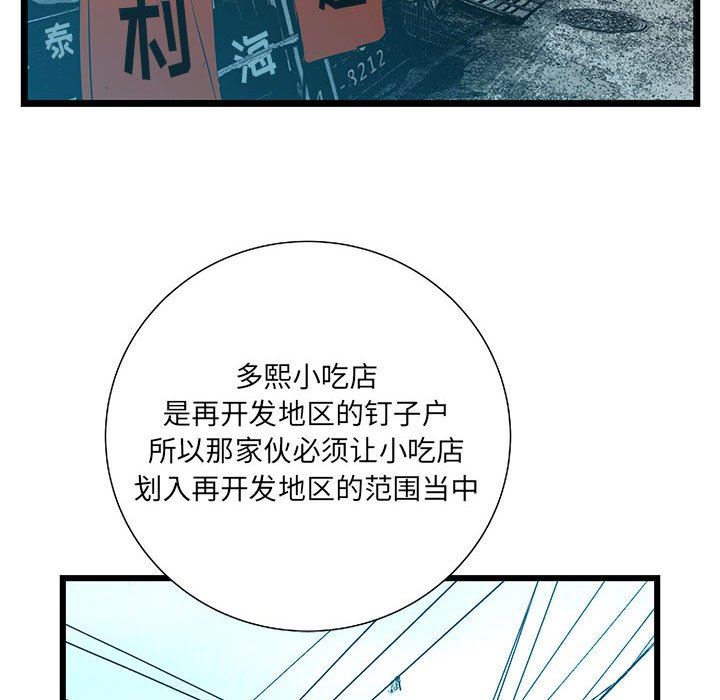 泰
利
海
-8212
多熙小吃店
是再开发地区的钉子户
所以那家伙必须让小吃店
划入再开发地区的范围当中